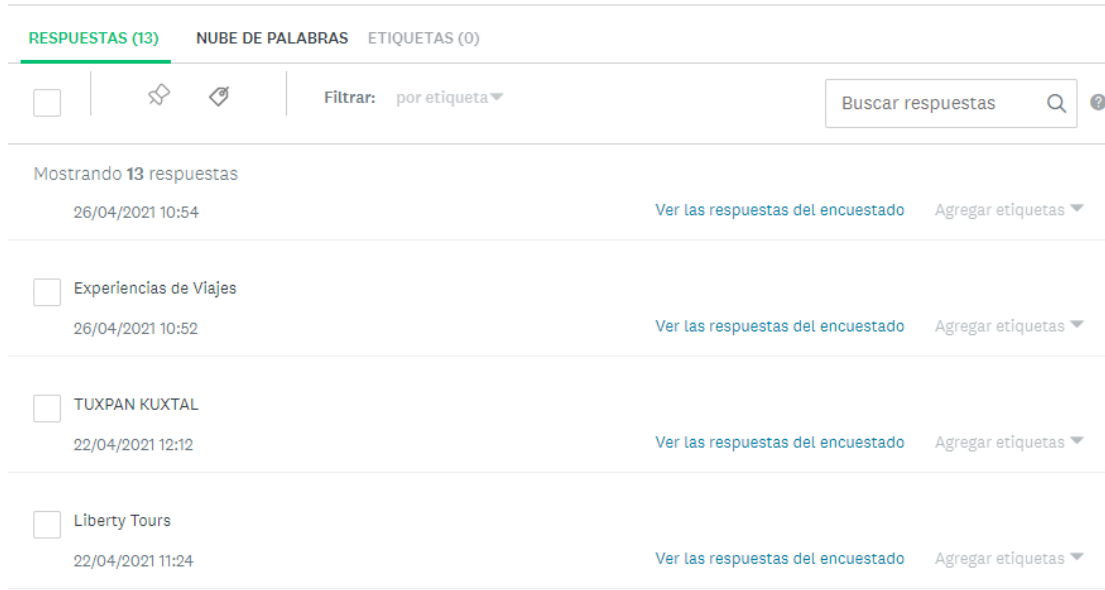 RESPUESTAS (13) NUBE DE PALABRAS ETIQUETAS (0)
Filtrar: por etiqueta Buscar respuestas ?
Mostrando 13 respuestas
26/04/2021 10:54 Ver las respuestas del encuestado Agregar etiquetas
Experiencias de Viajes
26/04/2021 10:52 Ver las respuestas del encuestado Agregar etiquetas
TUXPAN KUXTAL
22/04/2021 12:12 Ver las respuestas del encuestado Agregar etiquetas
Liberty Tours
22/04/2021 11:24 Ver las respuestas del encuestado Agregar etiquetas